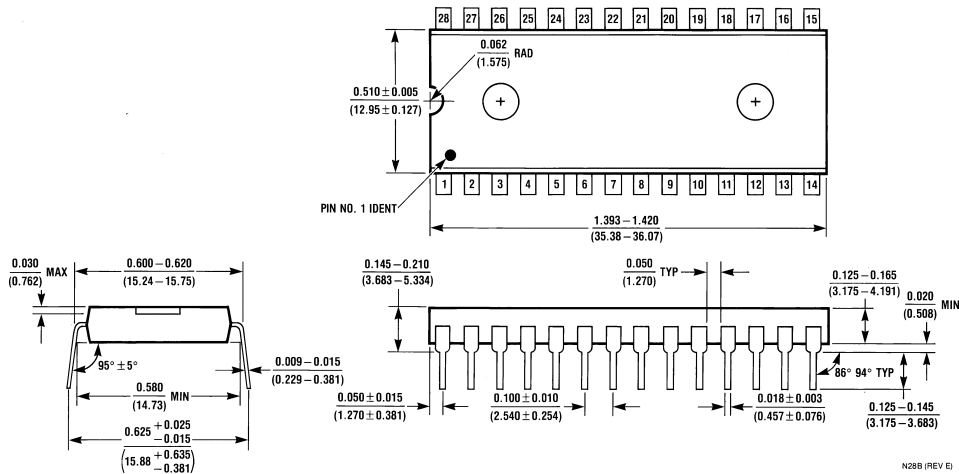 28 27 26 25 24 23 22 21 20 19 18 17 16 15
0.062
(1.575)
RAD
0.510 ± 0.005
(12.95 ± 0.127)
PIN NO. 1 IDENT
1 2 3 4 5 6 7 8 9 10 11 12 13 14
1.393 – 1.420
(35.38 – 36.07)
0.030
(0.762)
MAX
0.600 – 0.620
(15.24 – 15.75)
95° ± 5°
0.009 – 0.015
(0.229 – 0.381)
0.580
(14.73)
MIN
0.625 + 0.025
– 0.015
(15.88 + 0.635
– 0.381)
0.145 – 0.210
(3.683 – 5.334)
0.050
(1.270)
TYP
0.125 – 0.165
(3.175 – 4.191)
0.020
(0.508)
MIN
86° 94° TYP
0.050 ± 0.015
(1.270 ± 0.381)
0.100 ± 0.010
(2.540 ± 0.254)
0.018 ± 0.003
(0.457 ± 0.076)
0.125 – 0.145
(3.175 – 3.683)
N28B (REV E)